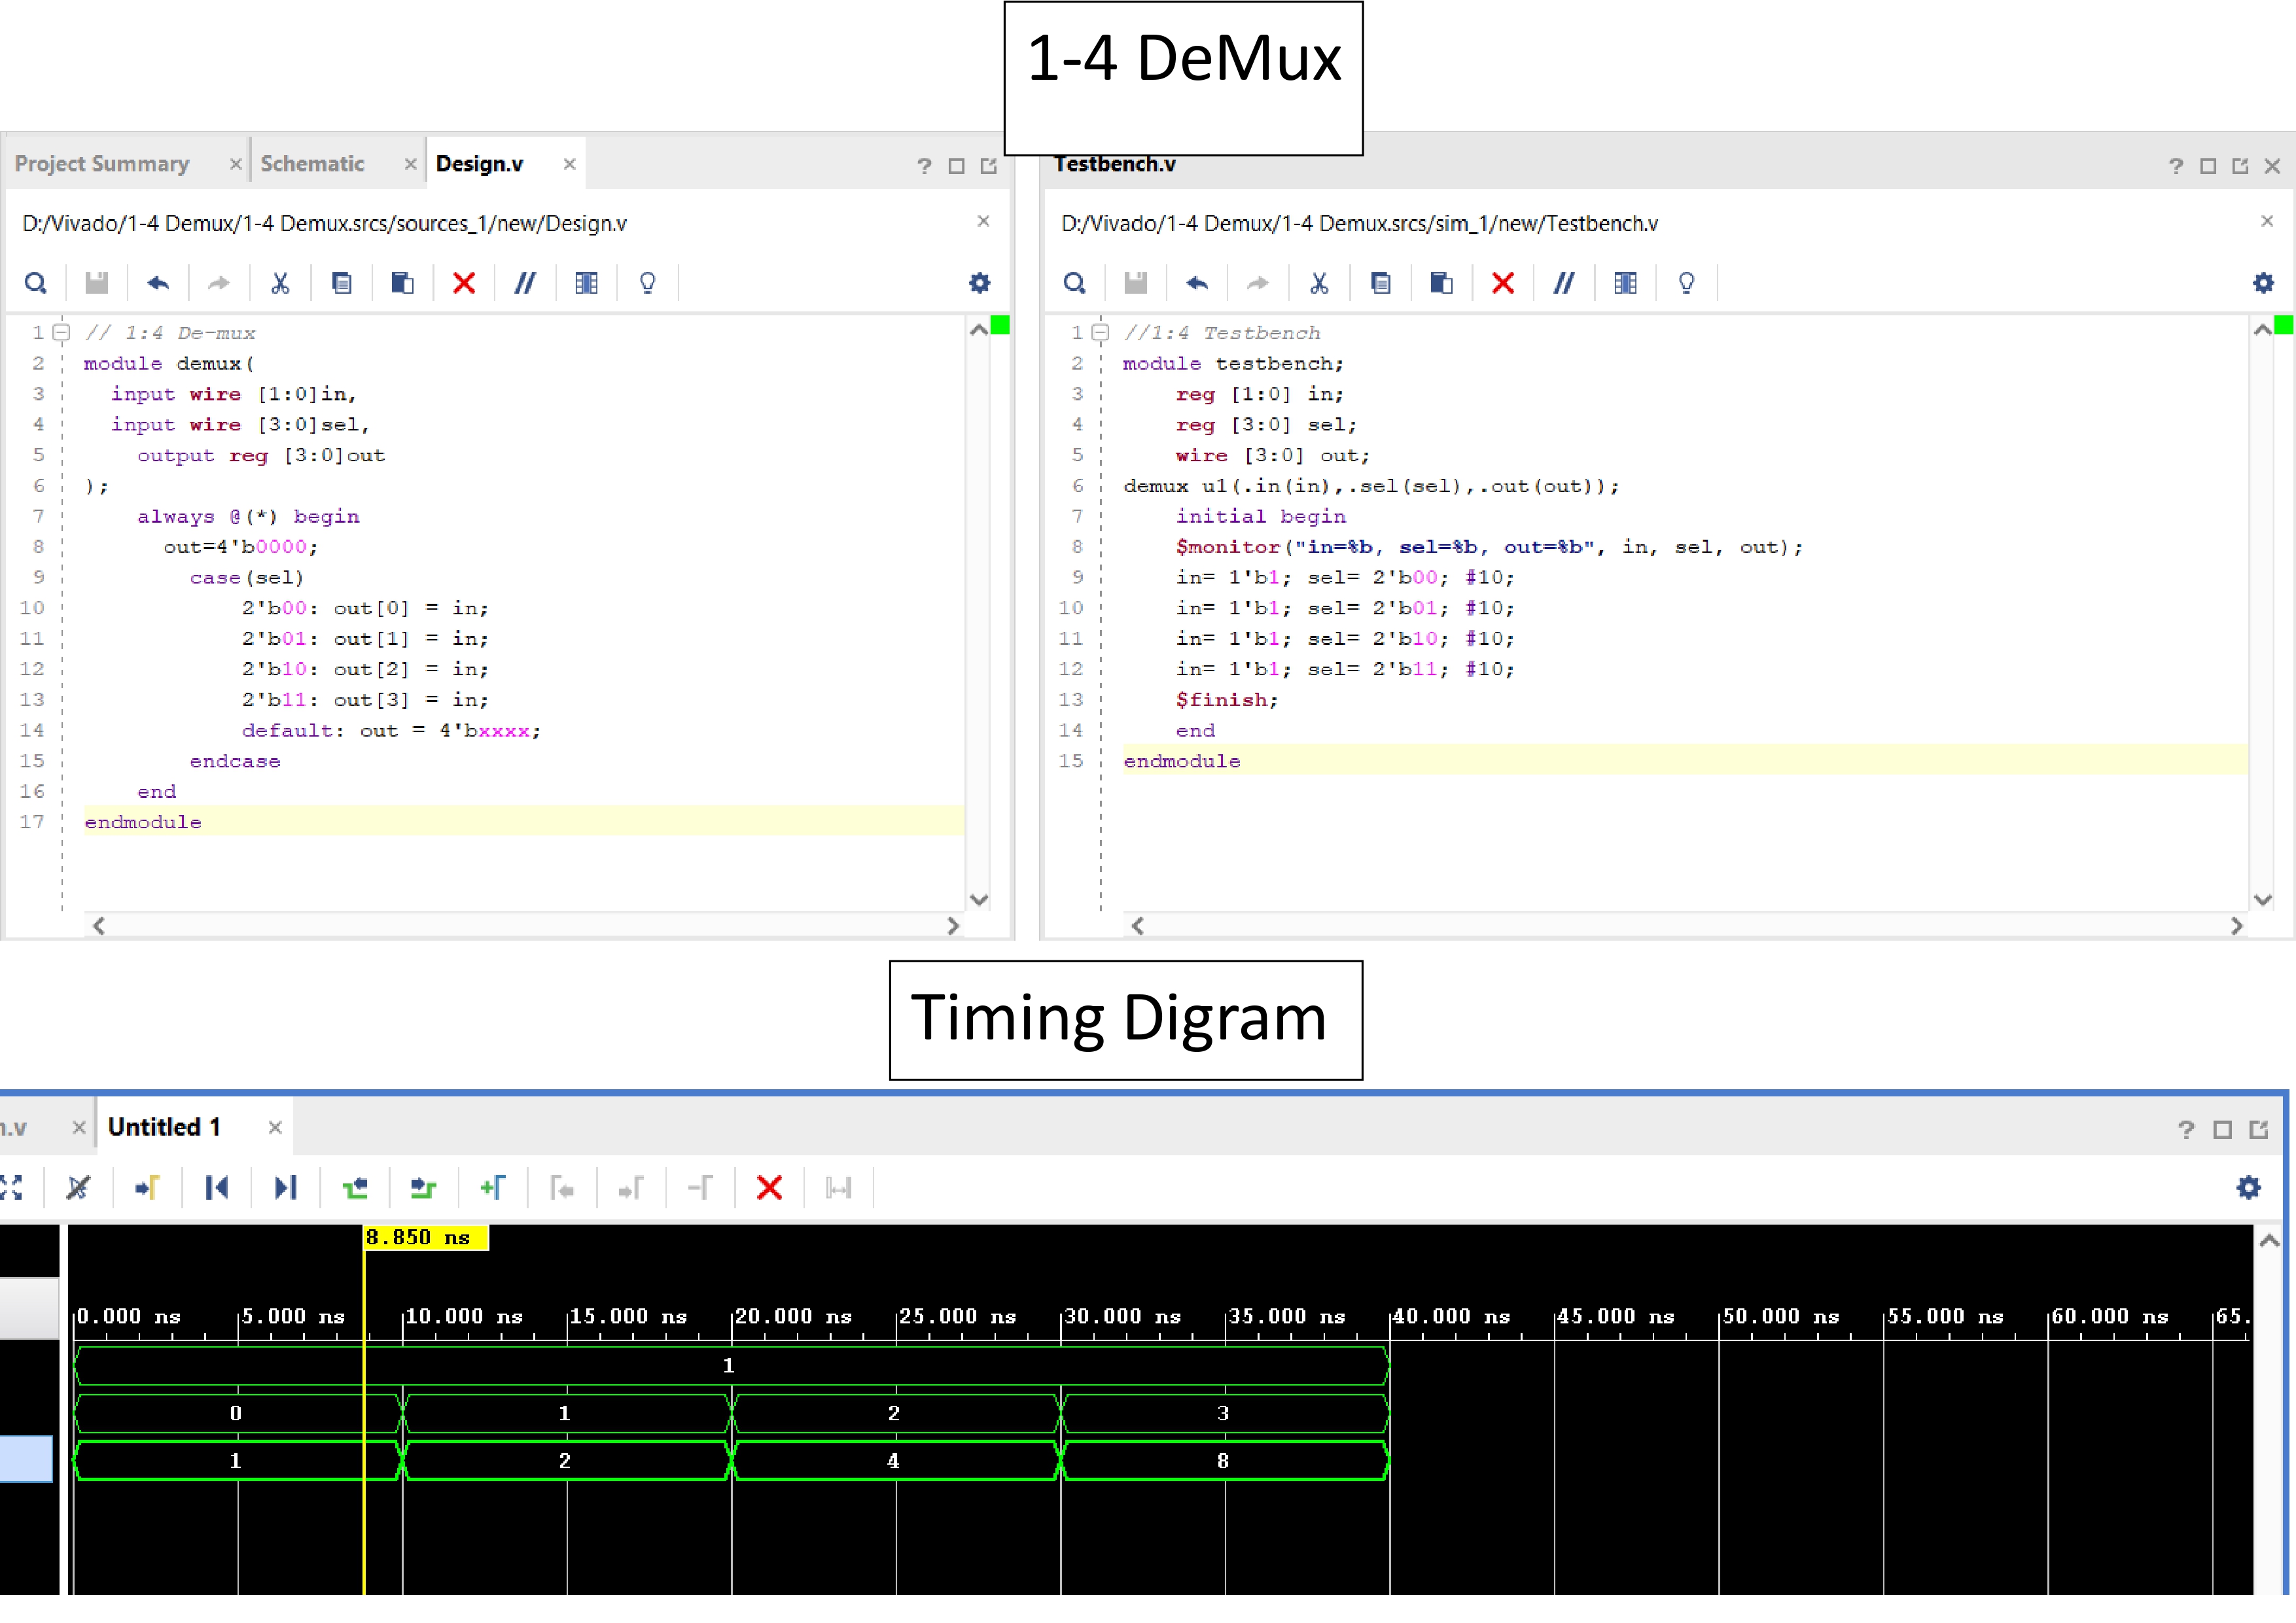 1-4 DeMux
Project Summary
Schematic
Design.v
Testbench.v
D:/Vivado/1-4 Demux/1-4 Demux.srcs/sources_1/new/Design.v
D:/Vivado/1-4 Demux/1-4 Demux.srcs/sim_1/new/Testbench.v
1 // 1:4 De-mux
2 module demux(
3 input wire [1:0]in,
4 input wire [3:0]sel,
5 output reg [3:0]out
6 );
7 always @(*) begin
8 out=4'b0000;
9 case(sel)
10 2'b00: out[0] = in;
11 2'b01: out[1] = in;
12 2'b10: out[2] = in;
13 2'b11: out[3] = in;
14 default: out = 4'bxxxx;
15 endcase
16 end
17 endmodule
1 //1:4 Testbench
2 module testbench;
3 reg [1:0] in;
4 reg [3:0] sel;
5 wire [3:0] out;
6 demux u1(.in(in),.sel(sel),.out(out));
7 initial begin
8 $monitor("in=%b, sel=%b, out=%b", in, sel, out);
9 in= 1'b1; sel= 2'b00; #10;
10 in= 1'b1; sel= 2'b01; #10;
11 in= 1'b1; sel= 2'b10; #10;
12 in= 1'b1; sel= 2'b11; #10;
13 $finish;
14 end
15 endmodule
Timing Digram
.v
Untitled 1
8.850 ns
0.000 ns 5.000 ns 10.000 ns 15.000 ns 20.000 ns 25.000 ns 30.000 ns 35.000 ns 40.000 ns 45.000 ns 50.000 ns 55.000 ns 60.000 ns 65.
1
0 1 2 3
1 2 4 8